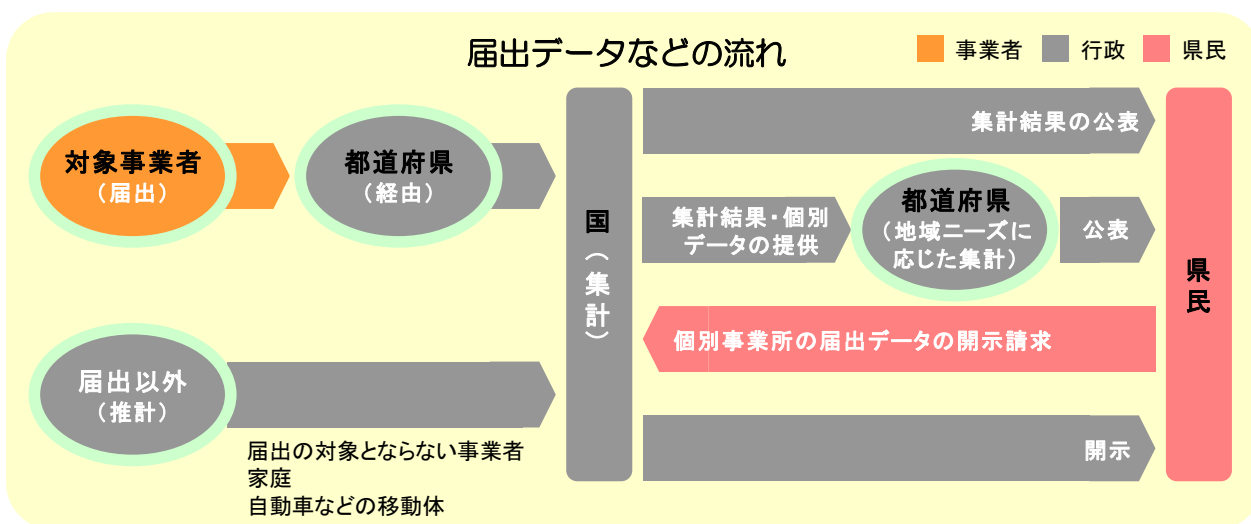 届出データなどの流れ
事業者
行政
県民
対象事業者
（届出）
都道府県
（経由）
国（集計）
集計結果の公表
集計結果・個別
データの提供
都道府県
（地域ニーズに
応じた集計）
公表
県民
個別事業所の届出データの開示請求
届出以外
（推計）
開示
届出の対象とならない事業者
家庭
自動車などの移動体